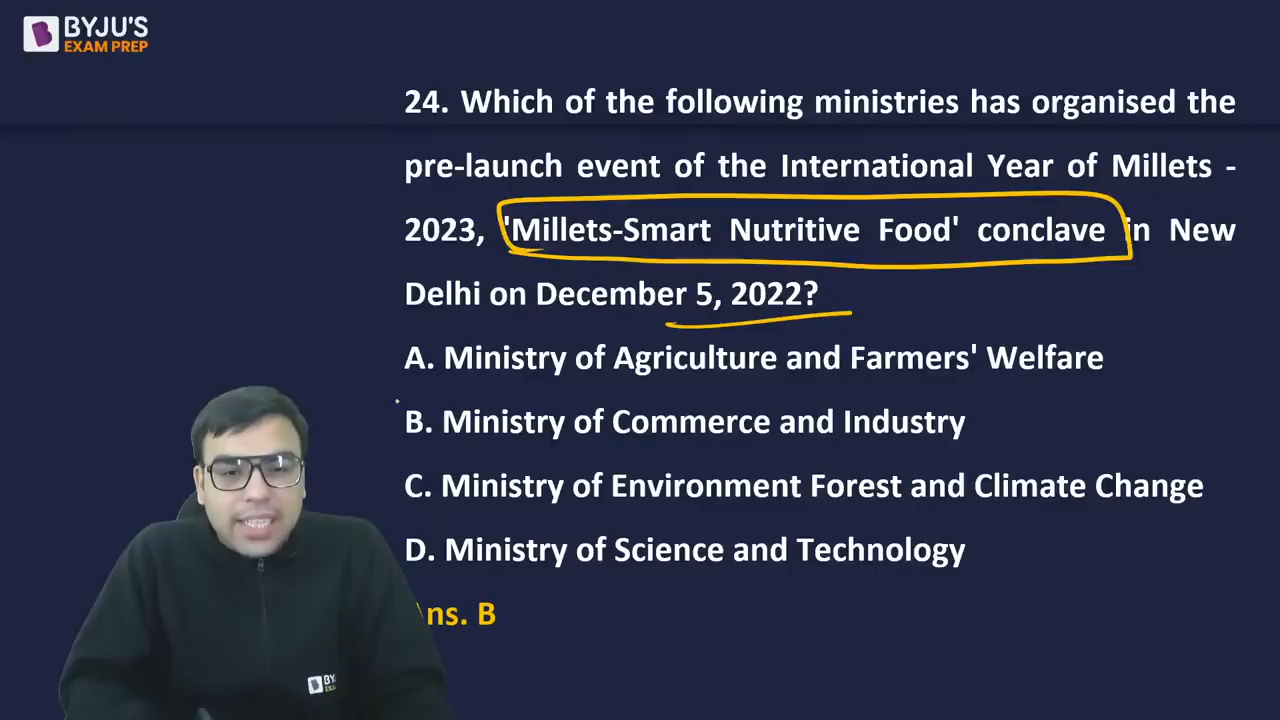 BYJU'S
EXAM PREP
24. Which of the following ministries has organised the
pre-launch event of the International Year of Millets -
2023, 'Millets-Smart Nutritive Food' conclave in New
Delhi on December 5, 2022?
A. Ministry of Agriculture and Farmers' Welfare
B. Ministry of Commerce and Industry
C. Ministry of Environment Forest and Climate Change
D. Ministry of Science and Technology
Ans. B